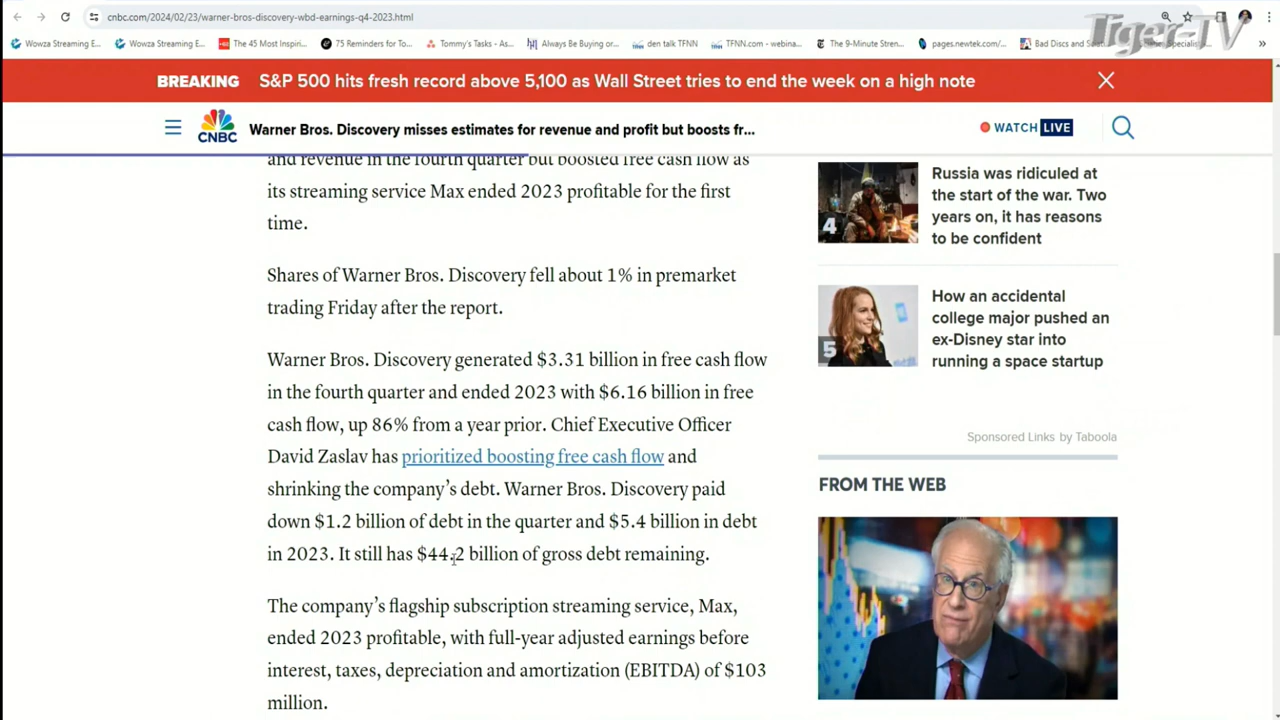 cnbc.com/2024/02/23/warner-bros-discovery-wbd-earnings-q4-2023.html
Tiger-TV
Wowza Streaming E...
Wowza Streaming E...
The 45 Most Inspiri...
75 Reminders for To...
Tommy's Tasks - As...
Always Be Buying or...
den talk TFNN
TFNN.com - webina...
The 9-Minute Stren...
pages.newtek.com/...
BREAKING S&P 500 hits fresh record above 5,100 as Wall Street tries to end the week on a high note
CNBC
Warner Bros. Discovery misses estimates for revenue and profit but boosts fr...
WATCH LIVE
and revenue in the fourth quarter but boosted free cash flow as
its streaming service Max ended 2023 profitable for the first
time.
Shares of Warner Bros. Discovery fell about 1% in premarket
trading Friday after the report.
Warner Bros. Discovery generated $3.31 billion in free cash flow
in the fourth quarter and ended 2023 with $6.16 billion in free
cash flow, up 86% from a year prior. Chief Executive Officer
David Zaslav has prioritized boosting free cash flow and
shrinking the company's debt. Warner Bros. Discovery paid
down $1.2 billion of debt in the quarter and $5.4 billion in debt
in 2023. It still has $44.2 billion of gross debt remaining.
The company's flagship subscription streaming service, Max,
ended 2023 profitable, with full-year adjusted earnings before
interest, taxes, depreciation and amortization (EBITDA) of $103
million.
4
Russia was ridiculed at
the start of the war. Two
years on, it has reasons
to be confident
5
How an accidental
college major pushed an
ex-Disney star into
running a space startup
Sponsored Links by Taboola
FROM THE WEB